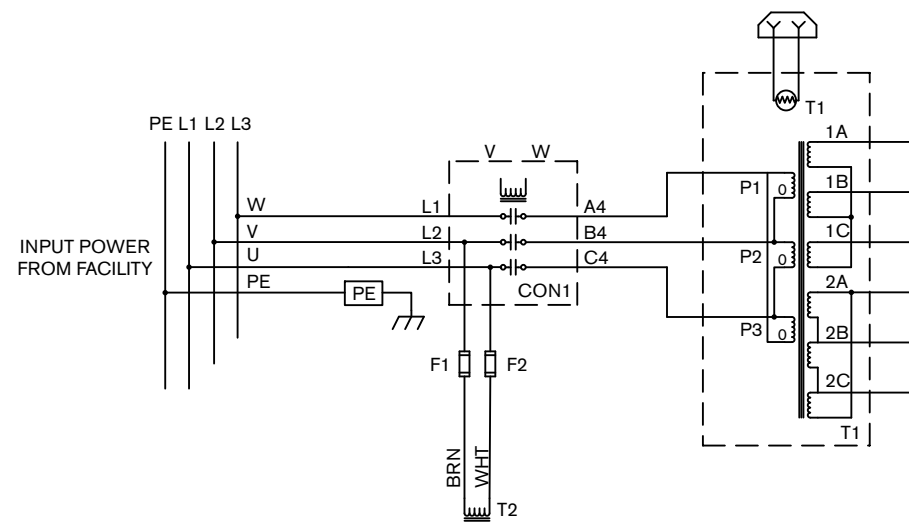 T1
PE L1 L2 L3
1A
V W
1B
P1 0
W L1 A4
V L2 B4
1C
INPUT POWER
FROM FACILITY
P2 0
U L3 C4
PE PE
CON1
2A
P3 0
2B
F1 F2
2C
T1
BRN
WHT
T2